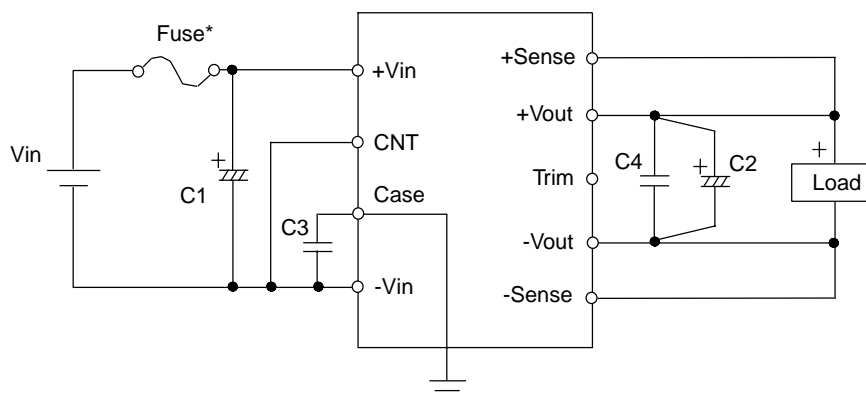 Fuse*
+Vin
+Sense
+Vout
Vin
+
C1
CNT
Case
C3
-Vin
Trim
C4
+
C2
+
Load
-Vout
-Sense